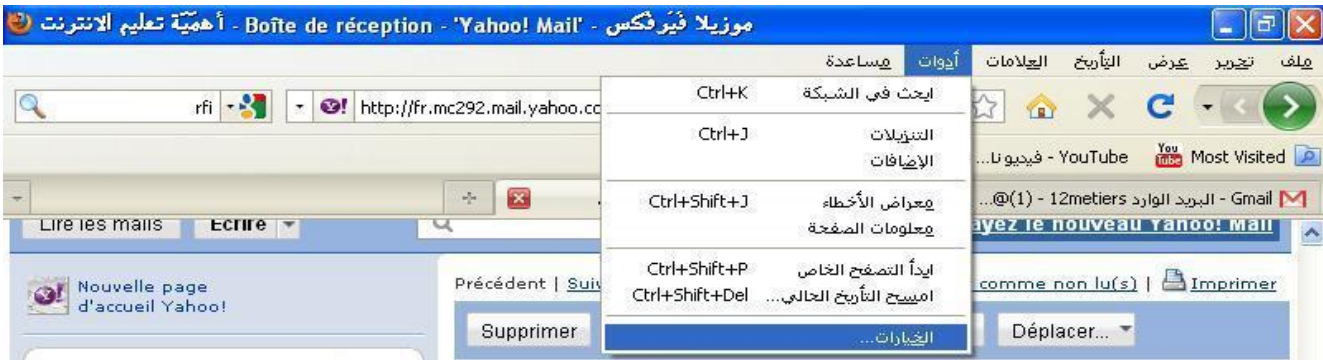 موزيلا فَيَرفُكس - 'Boîte de réception - 'Yahoo! Mail - أهمّيّة تعليم الانترنت
ملف تحرير عرض التأريخ العلامات أدوات مساعدة
http://fr.mc292.mail.yahoo.co
rfi
Most Visited
YouTube - فيديو نا...
Gmail - البريد الوارد (1) - 12metiers@...
ابحث في الشبكة Ctrl+K
التنزيلات Ctrl+J
الإضافات
معراض الأخطاء Ctrl+Shift+J
معلومات الصفحة
ابدأ التصفح الخاص Ctrl+Shift+P
امسح التأريخ الحالي... Ctrl+Shift+Del
الخيارات...
Lire les mails Ecrire
ayez le nouveau Yahoo! Mail
Nouvelle page
d'accueil Yahoo!
Précédent | Suiv
comme non lu(s) | Imprimer
Supprimer
Déplacer...